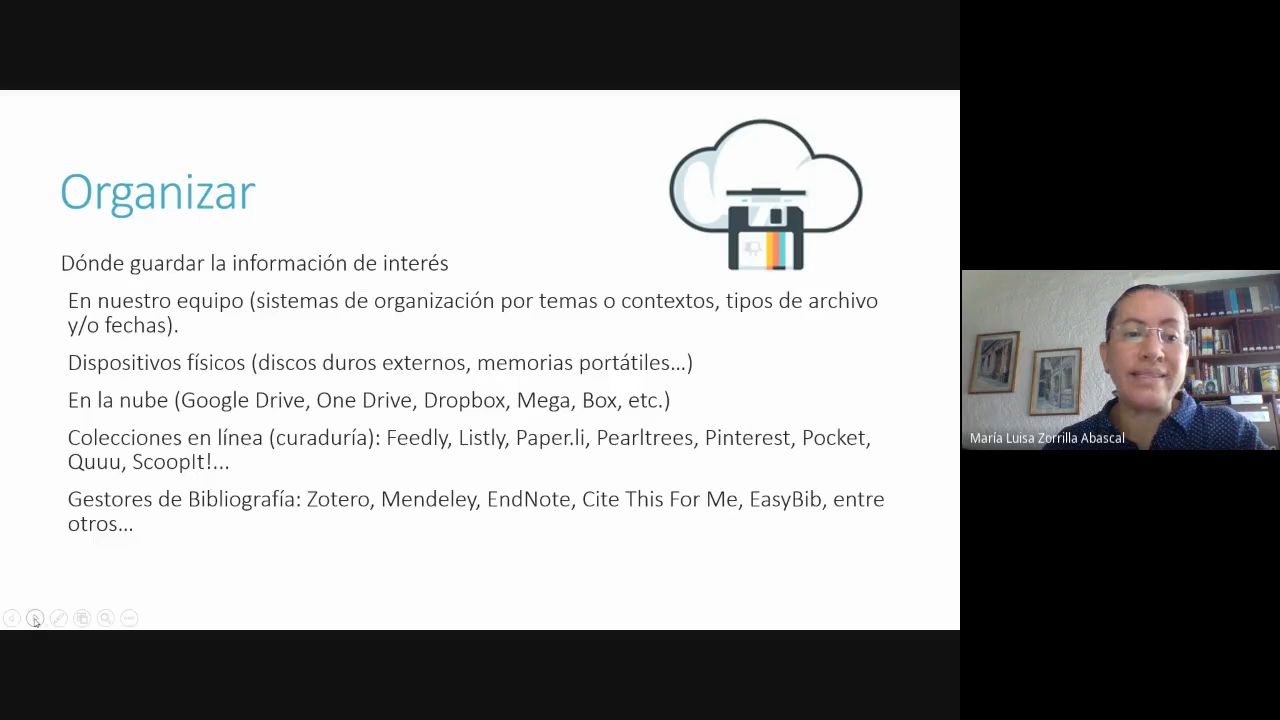 Organizar
Dónde guardar la información de interés
En nuestro equipo (sistemas de organización por temas o contextos, tipos de archivo
y/o fechas).
Dispositivos físicos (discos duros externos, memorias portátiles...)
En la nube (Google Drive, One Drive, Dropbox, Mega, Box, etc.)
Colecciones en línea (curaduría): Feedly, Listly, Paper.li, Pearltrees, Pinterest, Pocket,
Quuu, ScoopIt!...
Gestores de Bibliografía: Zotero, Mendeley, EndNote, Cite This For Me, EasyBib, entre
otros...
María Luisa Zorrilla Abascal